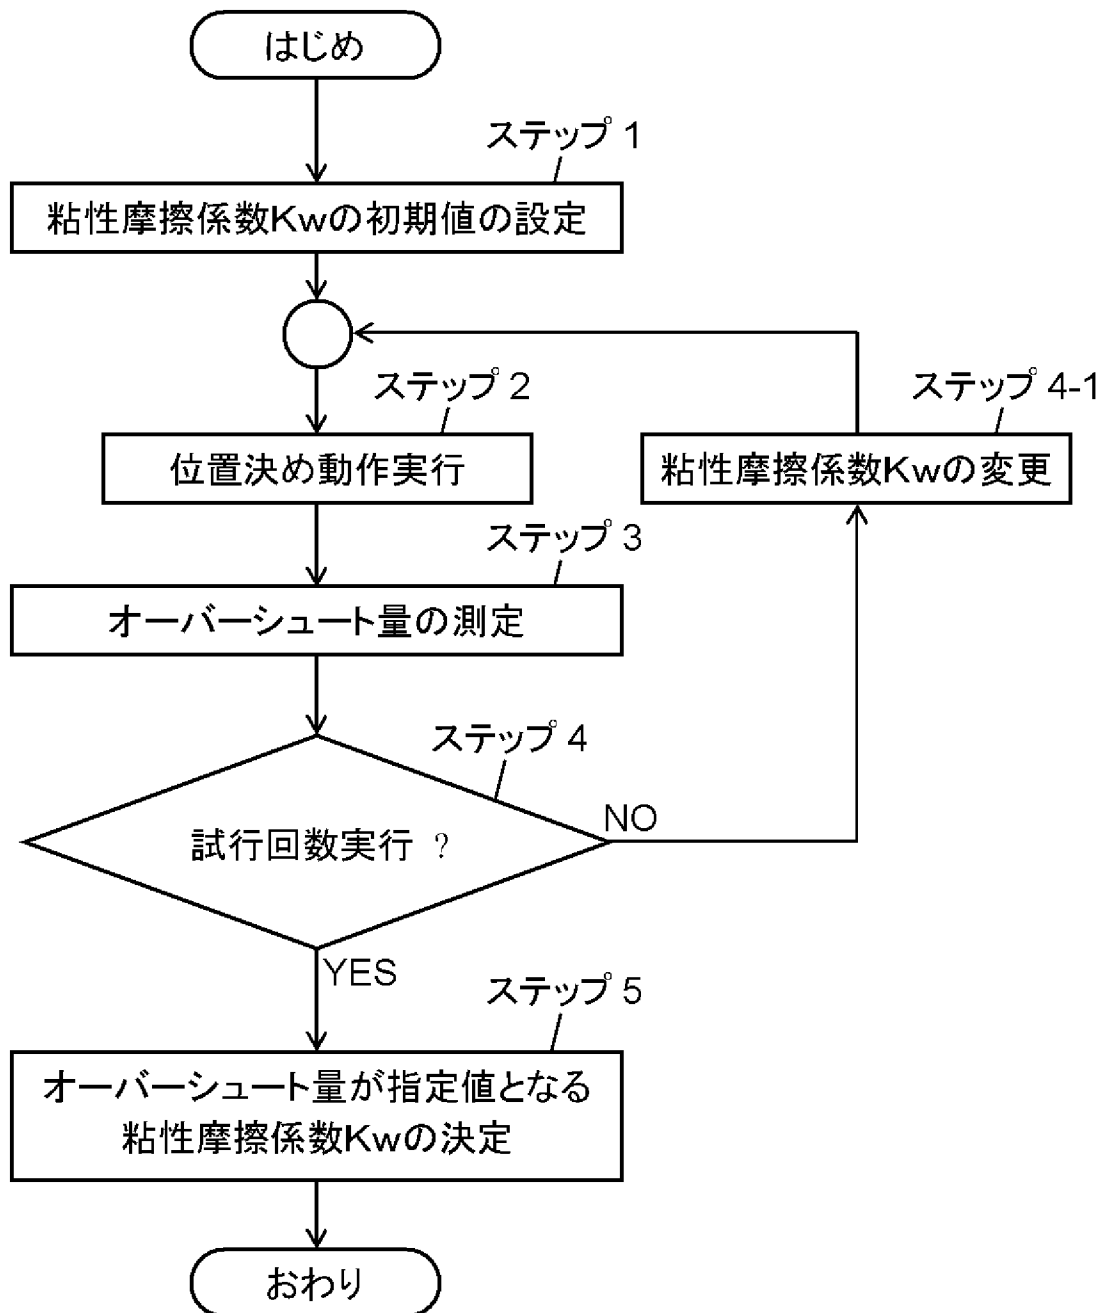 はじめ
ステップ 1
粘性摩擦係数Kwの初期値の設定
ステップ 2
位置決め動作実行
ステップ 4-1
粘性摩擦係数Kwの変更
ステップ 3
オーバーシュート量の測定
ステップ 4
試行回数実行 ?
NO
YES
ステップ 5
オーバーシュート量が指定値となる
粘性摩擦係数Kwの決定
おわり